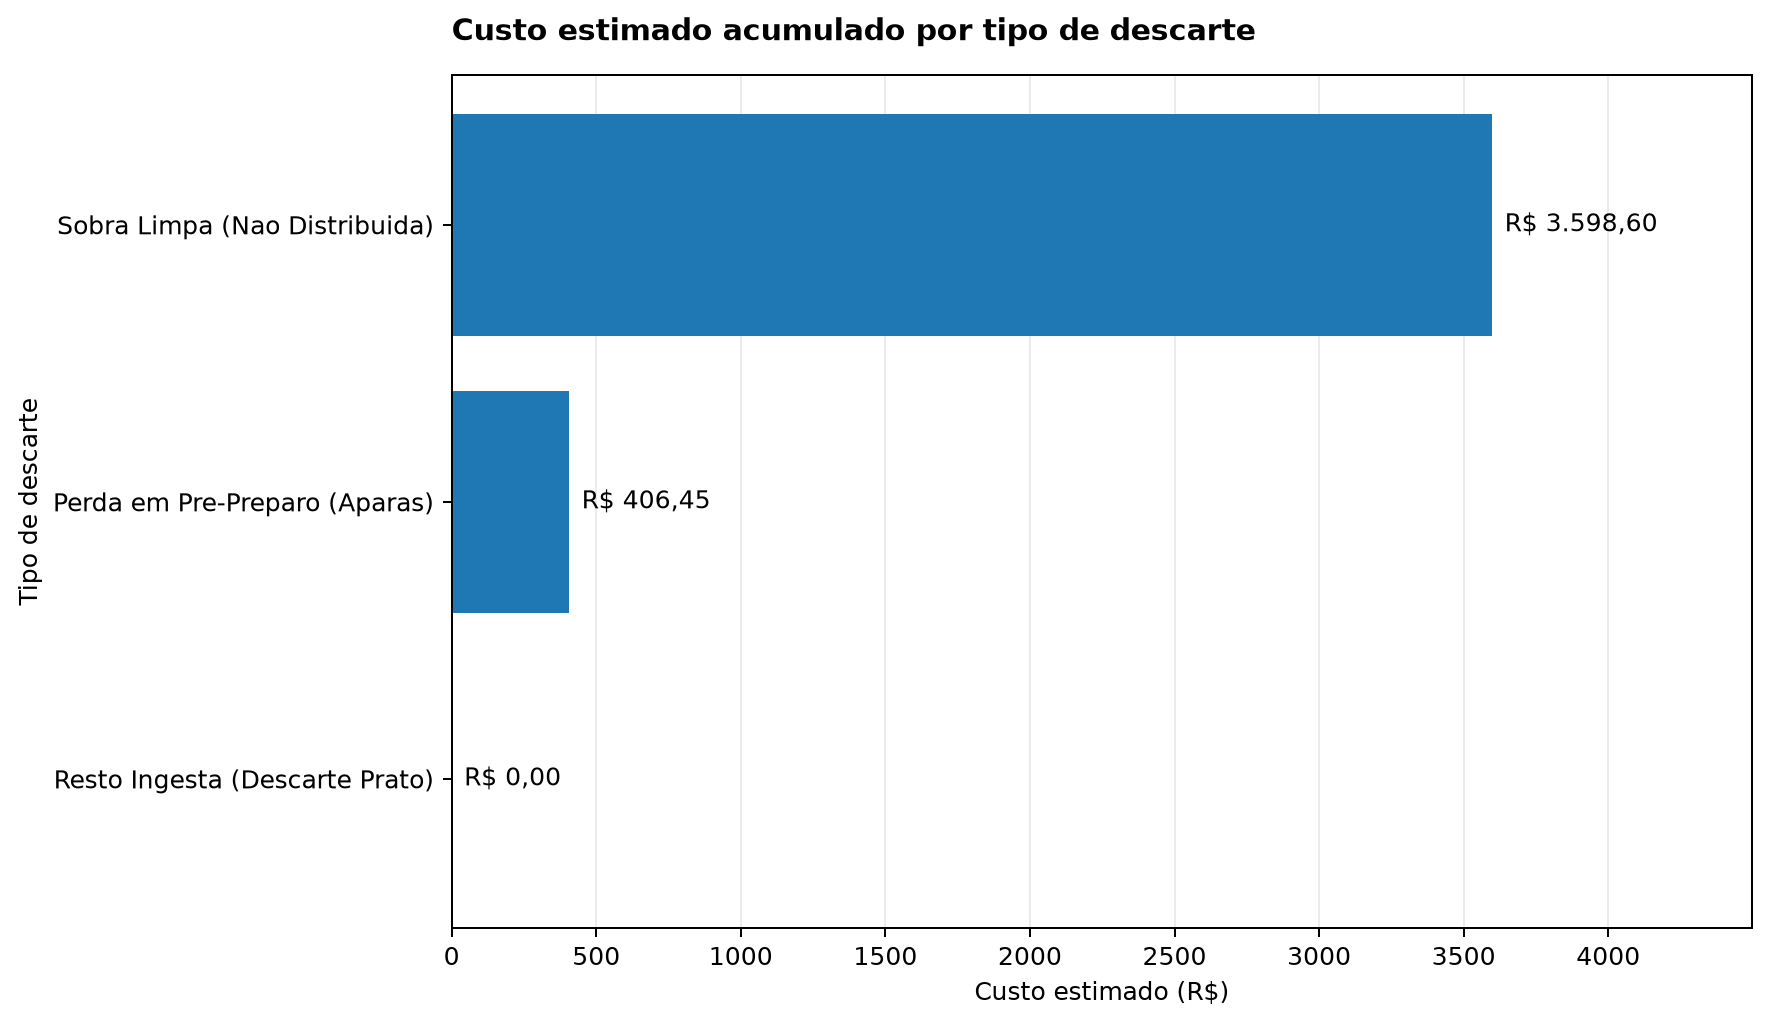 Custo estimado acumulado por tipo de descarte
Tipo de descarte
Sobra Limpa (Nao Distribuida)
R$ 3.598,60
Perda em Pre-Preparo (Aparas)
R$ 406,45
Resto Ingesta (Descarte Prato)
R$ 0,00
0 500 1000 1500 2000 2500 3000 3500 4000
Custo estimado (R$)